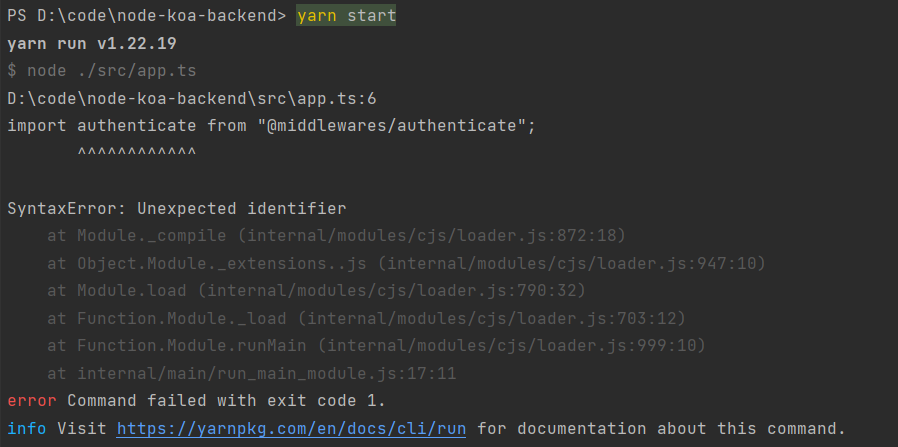 PS D:\code\node-koa-backend> yarn start
yarn run v1.22.19
$ node ./src/app.ts
D:\code\node-koa-backend\src\app.ts:6
import authenticate from "@middlewares/authenticate";
       ^^^^^^^^^^^^

SyntaxError: Unexpected identifier
    at Module._compile (internal/modules/cjs/loader.js:872:18)
    at Object.Module._extensions..js (internal/modules/cjs/loader.js:947:10)
    at Module.load (internal/modules/cjs/loader.js:790:32)
    at Function.Module._load (internal/modules/cjs/loader.js:703:12)
    at Function.Module.runMain (internal/modules/cjs/loader.js:999:10)
    at internal/main/run_main_module.js:17:11
error Command failed with exit code 1.
info Visit https://yarnpkg.com/en/docs/cli/run for documentation about this command.